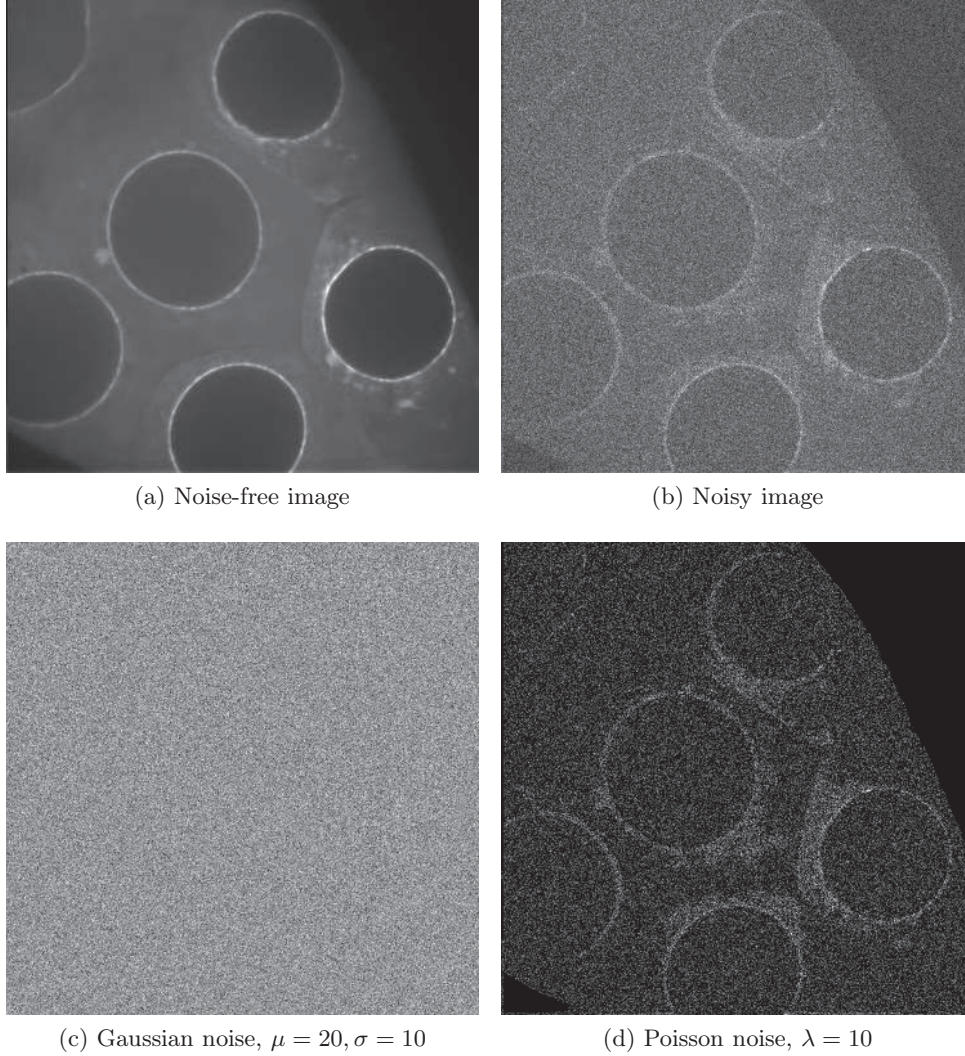 (a) Noise-free image
(b) Noisy image
(c) Gaussian noise, μ = 20, σ = 10
(d) Poisson noise, λ = 10